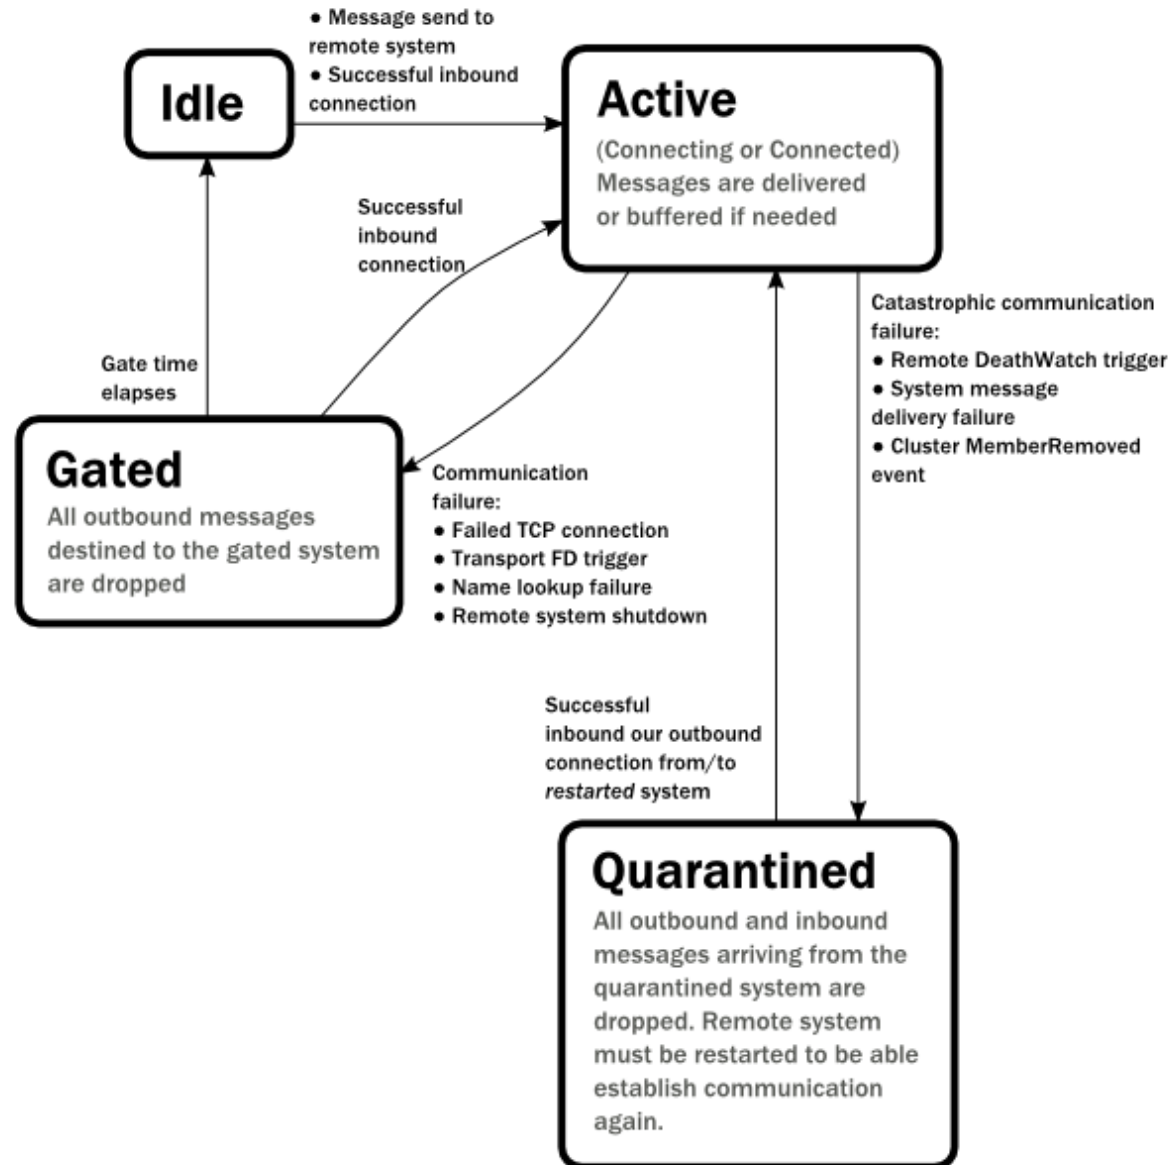 ● Message send to
remote system
● Successful inbound
connection
Idle
Active
(Connecting or Connected)
Messages are delivered
or buffered if needed
Successful
inbound
connection
Gate time
elapses
Catastrophic communication
failure:
● Remote DeathWatch trigger
● System message
delivery failure
● Cluster MemberRemoved
event
Gated
All outbound messages
destined to the gated system
are dropped
Communication
failure:
● Failed TCP connection
● Transport FD trigger
● Name lookup failure
● Remote system shutdown
Successful
inbound our outbound
connection from/to
restarted system
Quarantined
All outbound and inbound
messages arriving from the
quarantined system are
dropped. Remote system
must be restarted to be able
establish communication
again.